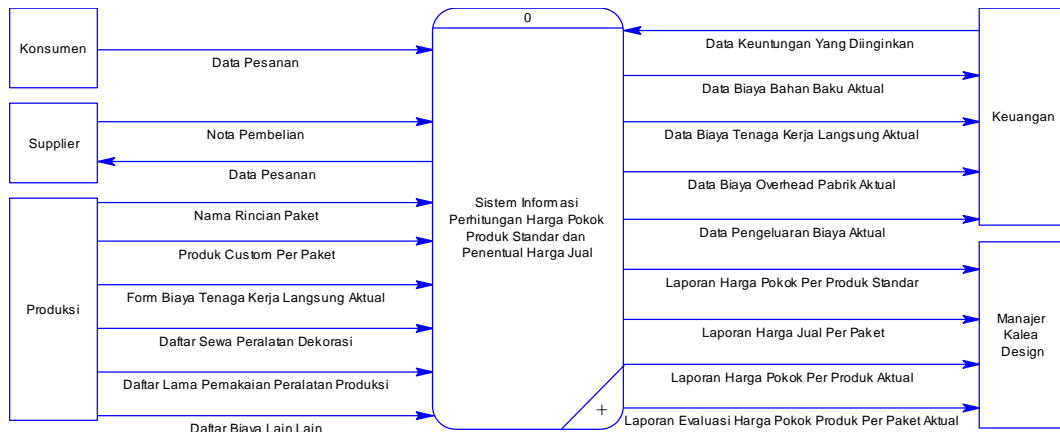 0
Konsumen
Data Pesanan
Supplier
Nota Pembelian
Data Pesanan
Produksi
Nama Rincian Paket
Produk Custom Per Paket
Form Biaya Tenaga Kerja Langsung Aktual
Daftar Sewa Peralatan Dekorasi
Daftar Lama Pemakaian Peralatan Produksi
Daftar Biaya Lain Lain
Sistem Informasi
Perhitungan Harga Pokok
Produk Standar dan
Penentual Harga Jual
+
Data Keuntungan Yang Diinginkan
Data Biaya Bahan Baku Aktual
Data Biaya Tenaga Kerja Langsung Aktual
Data Biaya Overhead Pabrik Aktual
Data Pengeluaran Biaya Aktual
Keuangan
Laporan Harga Pokok Per Produk Standar
Laporan Harga Jual Per Paket
Laporan Harga Pokok Per Produk Aktual
Laporan Evaluasi Harga Pokok Produk Per Paket Aktual
Manajer
Kalea
Design